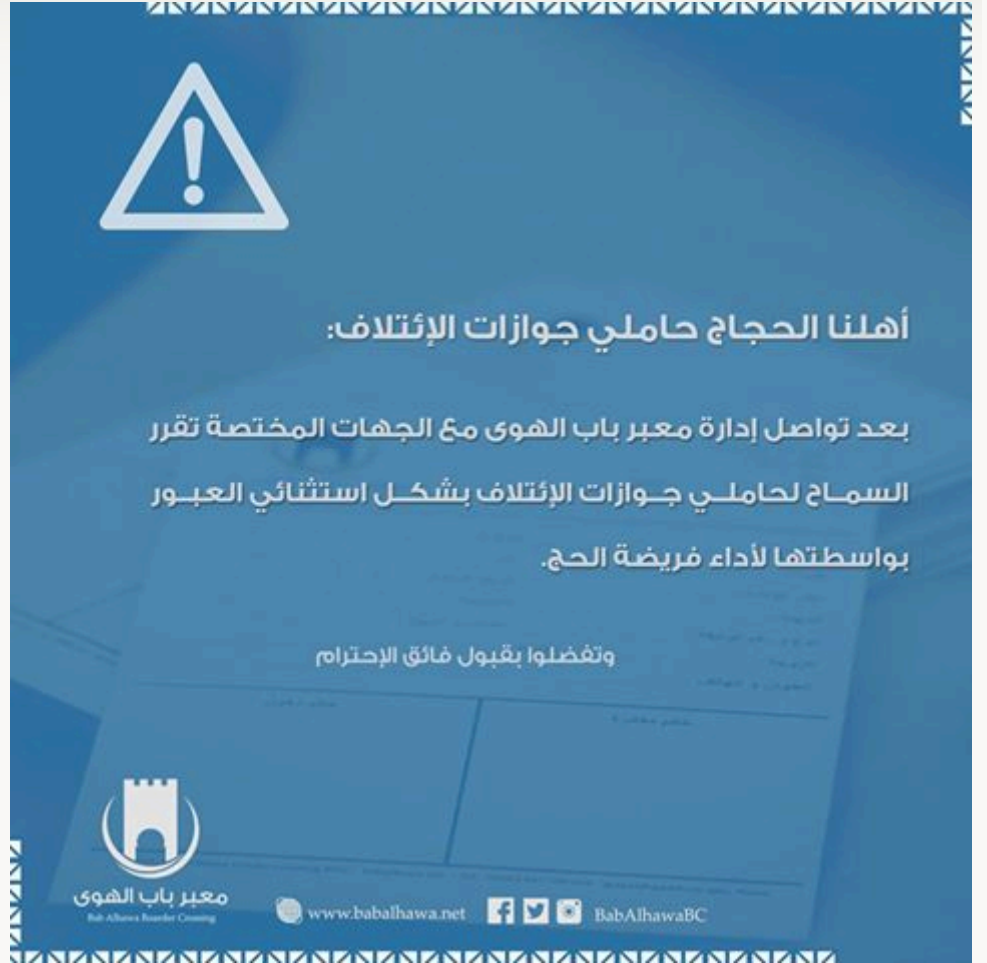 أهلنا الحجاج حاملي جوازات الإئتلاف:
بعد تواصل إدارة معبر باب الهوى مع الجهات المختصة تقرر
السماح لحاملي جوازات الإئتلاف بشكل استثنائي العبور
بواسطتها لأداء فريضة الحج.
وتفضلوا بقبول فائق الإحترام
معبر باب الهوى
Bab Alhawa Boarder Crossing
www.babalhawa.net
BabAlhawaBC